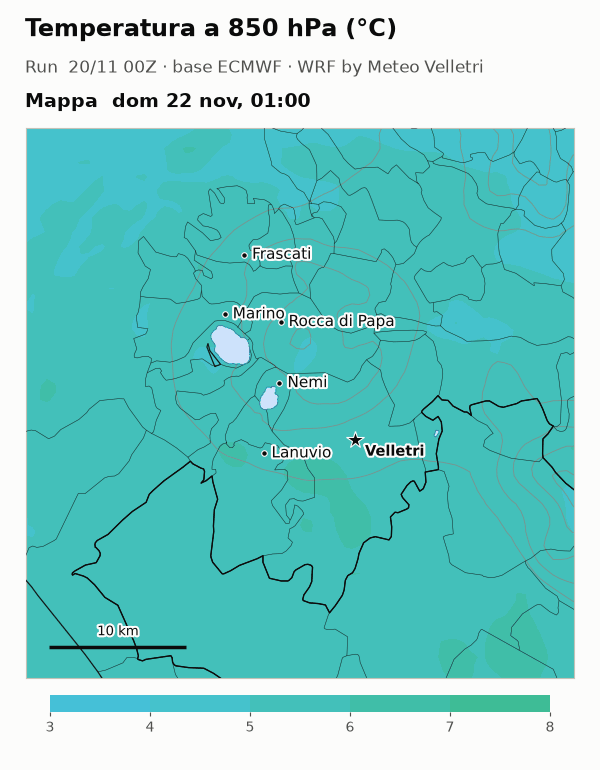 Temperatura a 850 hPa (°C)
Run  20/11 00Z · base ECMWF · WRF by Meteo Velletri
Mappa  dom 22 nov, 01:00
Frascati
Marino
Rocca di Papa
Nemi
Velletri
Lanuvio
10 km
3 4 5 6 7 8